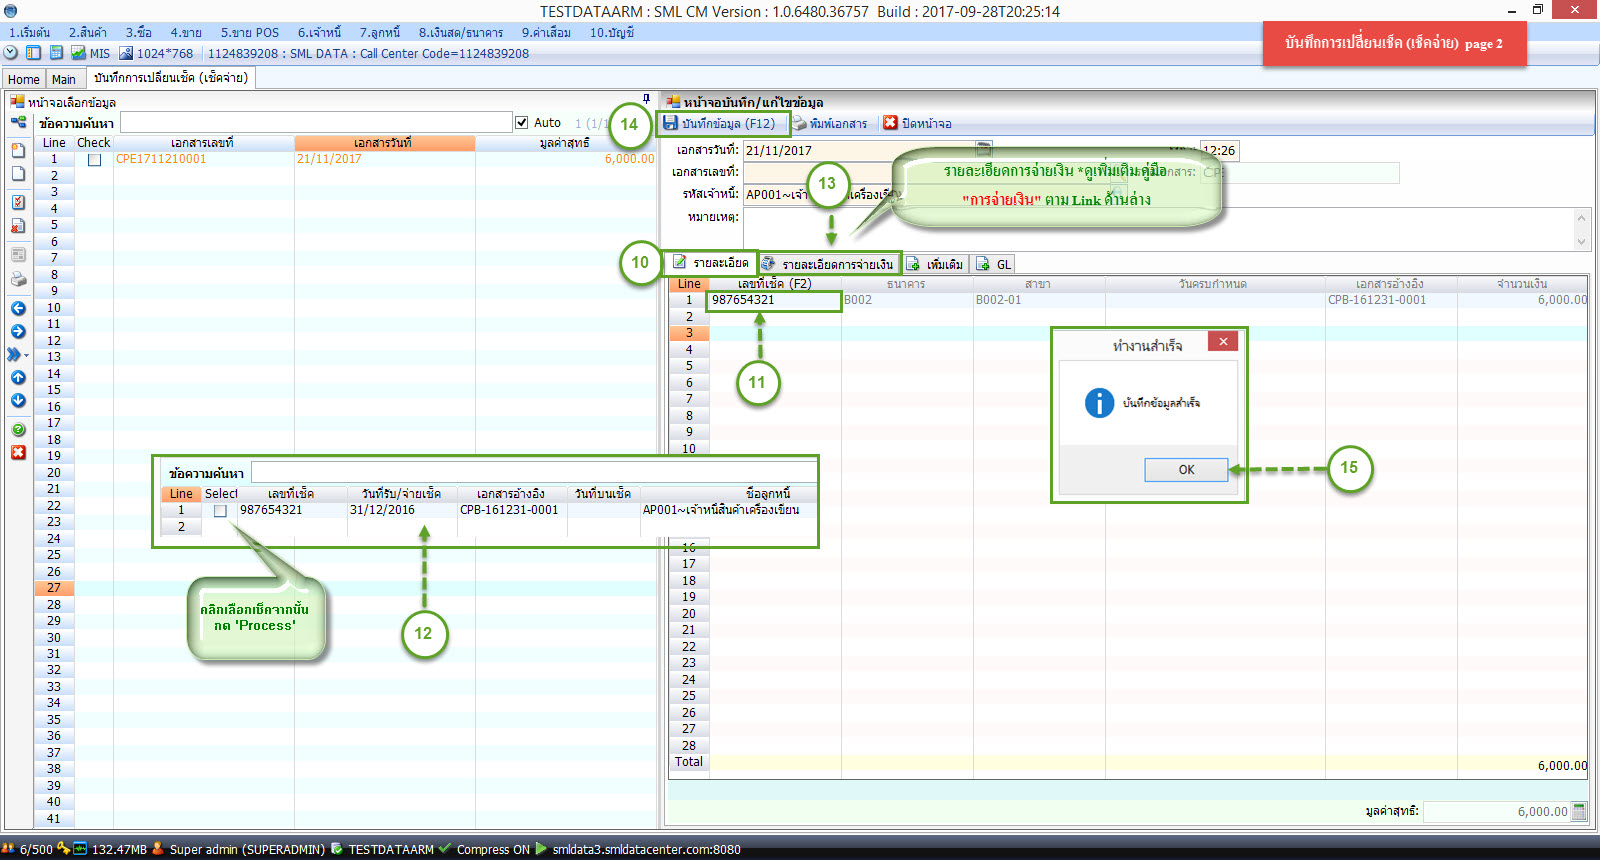 TESTDATAARM : SML CM Version : 1.0.6480.36757 Build : 2017-09-28T20:25:14
1.เริ่มต้น 2.สินค้า 3.ซื้อ 4.ขาย 5.ขาย POS 6.เจ้าหนี้ 7.ลูกหนี้ 8.เงินสด/ธนาคาร 9.ค่าเสื่อม 10.บัญชี
MIS 1024*768 1124839208 : SML DATA : Call Center Code=1124839208
บันทึกการเปลี่ยนเช็ค (เช็คจ่าย) page 2
Home Main บันทึกการเปลี่ยนเช็ค (เช็คจ่าย)
หน้าจอเลือกข้อมูล
ข้อความค้นหา Auto 1 (1/1
Line Check เอกสารเลขที่ เอกสารวันที่ มูลค่าสุทธิ
1 CPE1711210001 21/11/2017 6,000.00
2
3
4
5
6
7
8
9
10
11
12
13
14
15
16
17
18
19
20
21
22
23
24
25
26
27
28
29
30
31
32
33
34
35
36
37
38
39
40
41
ข้อความค้นหา
Line Select เลขที่เช็ค วันที่รับ/จ่ายเช็ค เอกสารอ้างอิง วันที่บนเช็ค ชื่อลูกหนี้
1 987654321 31/12/2016 CPB-161231-0001 AP001~เจ้าหนี้สินค้าเครื่องเขียน
2
คลิกเลือกเช็คจากนั้น
กด 'Process'
12
หน้าจอบันทึก/แก้ไขข้อมูล
14
บันทึกข้อมูล (F12) พิมพ์เอกสาร ปิดหน้าจอ
เอกสารวันที่: 21/11/2017 12:26
เอกสารเลขที่: เอกสาร:
รหัสเจ้าหนี้: AP001~เจ้า
หมายเหตุ:
13
รายละเอียดการจ่ายเงิน *ดูเพิ่มเติม คู่มือ
"การจ่ายเงิน" ตาม Link ด้านล่าง
10
รายละเอียด รายละเอียดการจ่ายเงิน เพิ่มเติม GL
Line เลขที่เช็ค (F2) ธนาคาร สาขา วันครบกำหนด เอกสารอ้างอิง จำนวนเงิน
1 987654321 B002 B002-01 CPB-161231-0001 6,000.00
2
3
4
5
6
7
8
9
10
16
17
18
19
20
21
22
23
24
25
26
27
28
Total 6,000.00
11
ทำงานสำเร็จ
บันทึกข้อมูลสำเร็จ
OK
15
มูลค่าสุทธิ: 6,000.00
6/500 132.47MB Super admin (SUPERADMIN) TESTDATAARM Compress ON smldata3.smldatacenter.com:8080